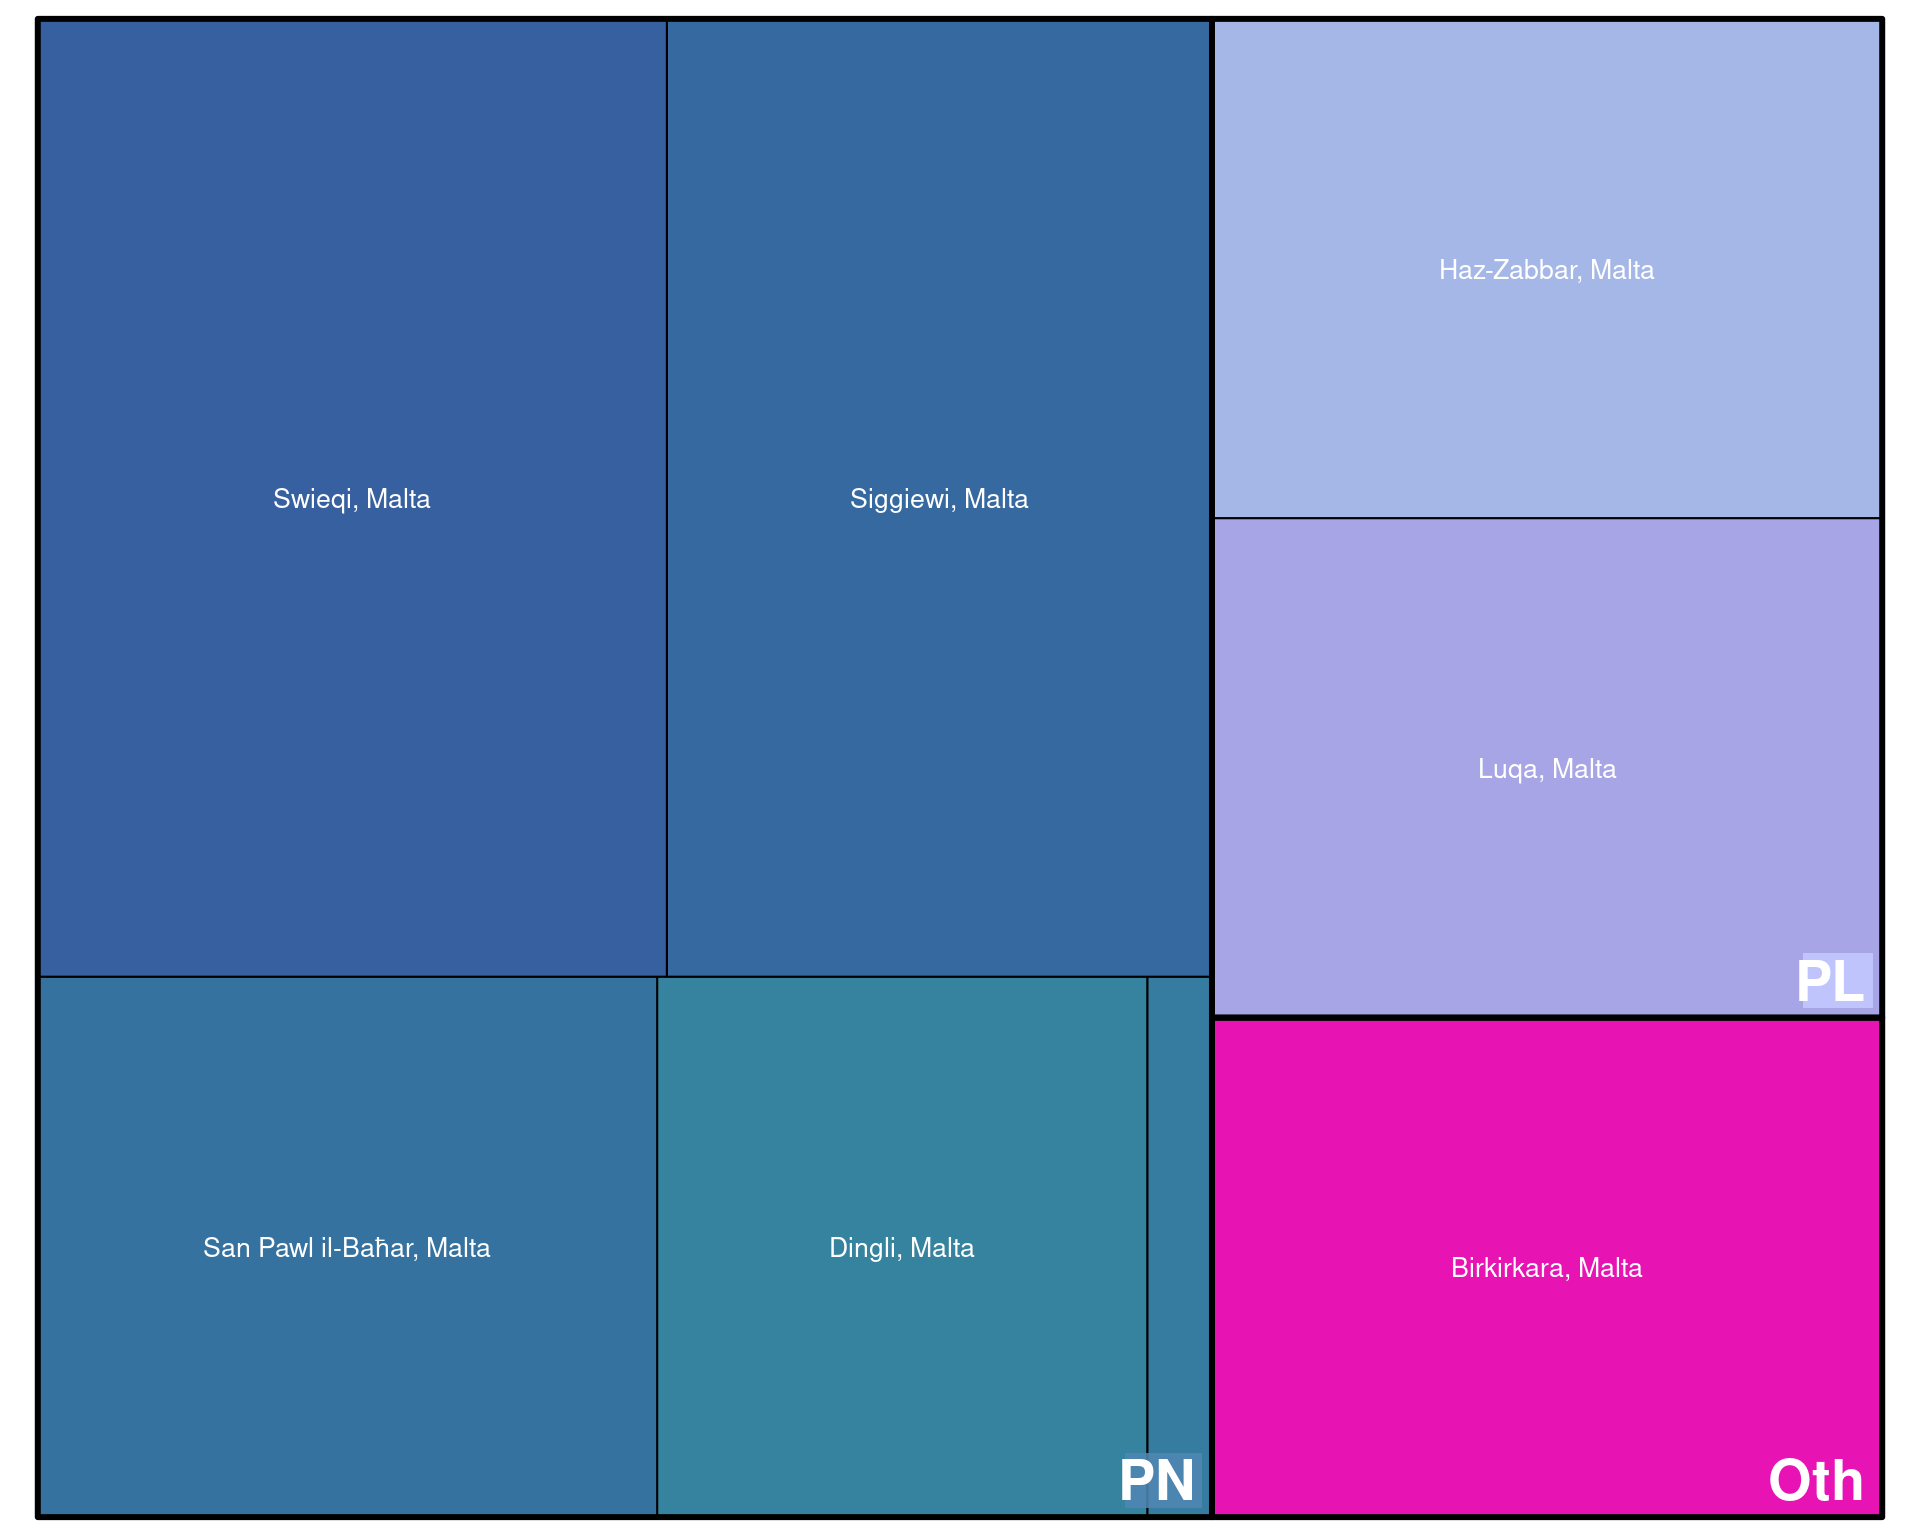 Swieqi, Malta
Siggiewi, Malta
Haz-Zabbar, Malta
Luqa, Malta
PL
San Pawl il-Baħar, Malta
Dingli, Malta
PN
Birkirkara, Malta
Oth